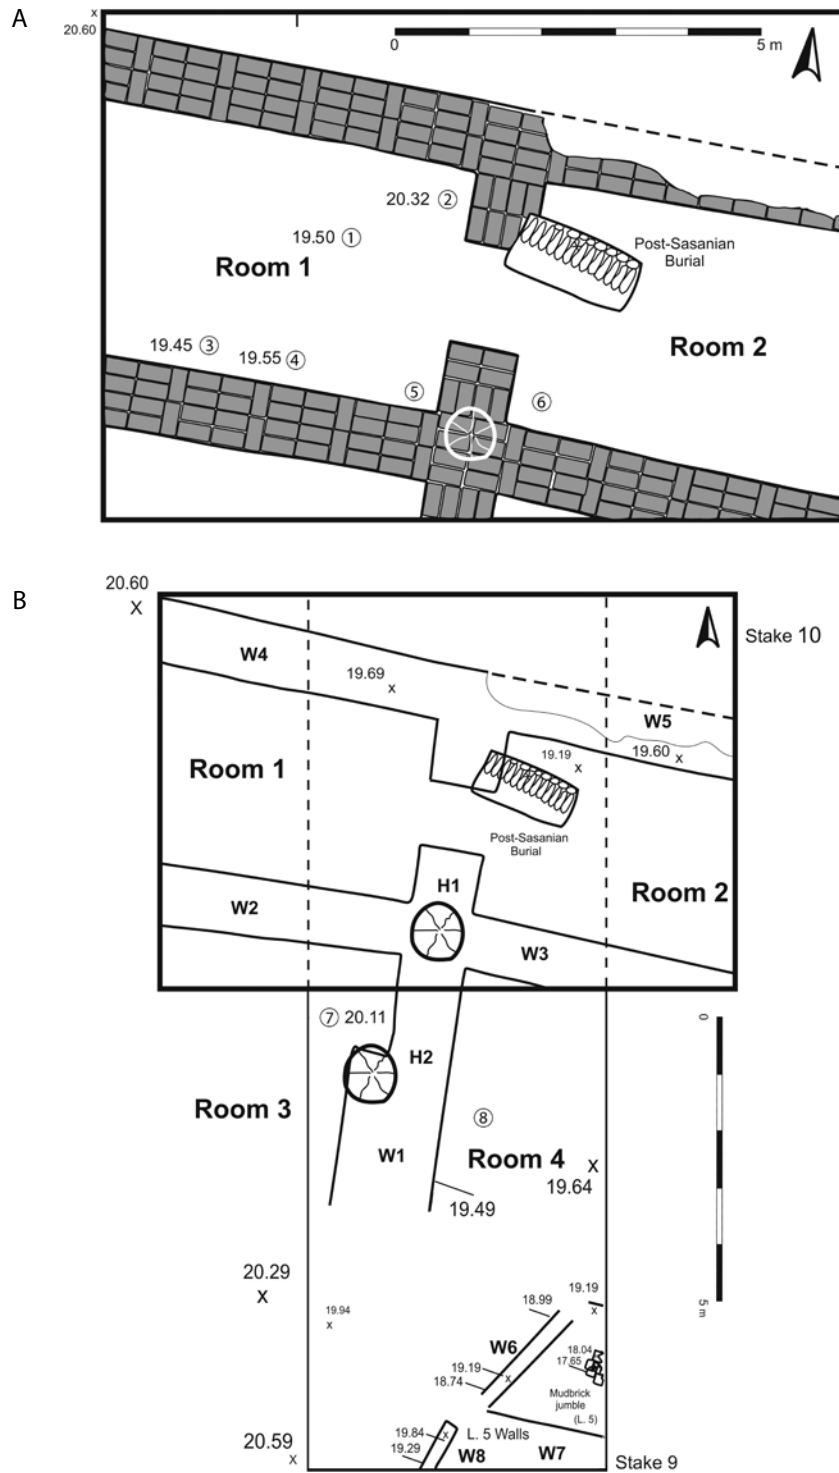 A
x
20.60
0 5 m
20.32 ②
19.50 ①
Room 1
Post-Sasanian
Burial
Room 2
19.45 ③
19.55 ④
⑤
⑥
B
20.60
X
Stake 10
W4
19.69
x
W5
19.60
x
19.19
x
Room 1
Post-Sasanian
Burial
H1
Room 2
W2
W3
⑦ 20.11
0
H2
Room 3
⑧
W1
Room 4 x
19.64
19.49
20.29
X
19.19
x
5 m
18.99
19.94
x
W6
18.04
17.65
19.19
x
18.74
Mudbrick
jumble
(L. 5)
19.84 x
L. 5 Walls
19.29
W8
W7
20.59
x
Stake 9